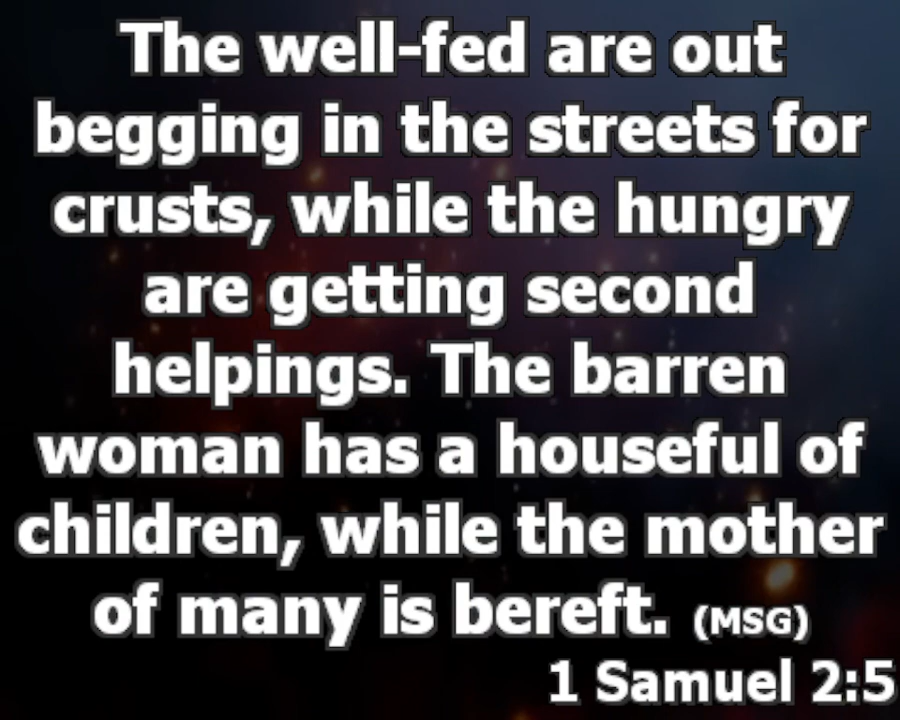 The well-fed are out
begging in the streets for
crusts, while the hungry
are getting second
helpings. The barren
woman has a houseful of
children, while the mother
of many is bereft. (MSG)
1 Samuel 2:5